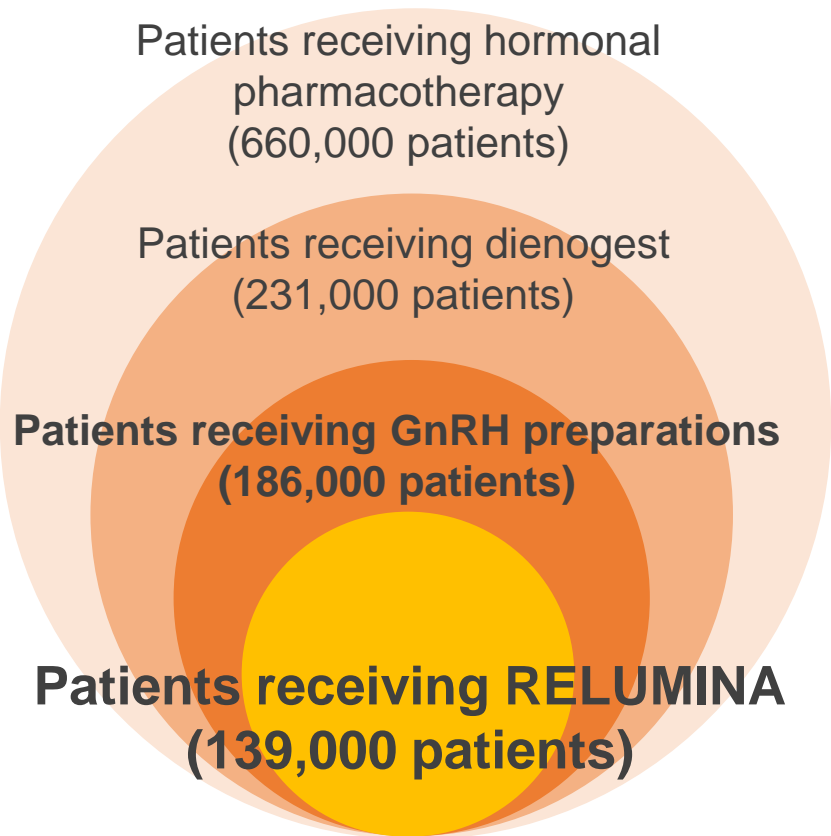 Patients receiving hormonal
pharmacotherapy
(660,000 patients)
Patients receiving dienogest
(231,000 patients)
Patients receiving GnRH preparations
(186,000 patients)
Patients receiving RELUMINA
(139,000 patients)